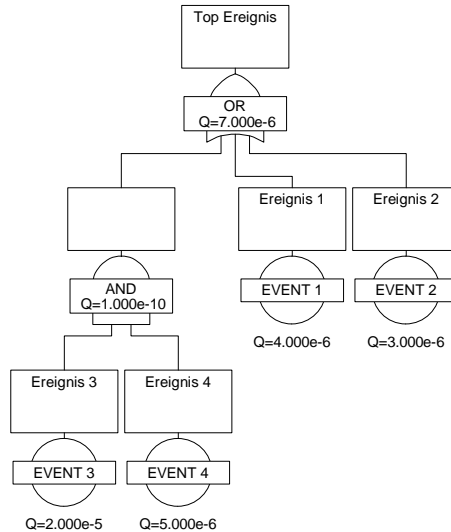 Top Ereignis
OR
Q=7.000e-6
Ereignis 1
Ereignis 2
AND
Q=1.000e-10
EVENT 1
EVENT 2
Q=4.000e-6
Q=3.000e-6
Ereignis 3
Ereignis 4
EVENT 3
EVENT 4
Q=2.000e-5
Q=5.000e-6